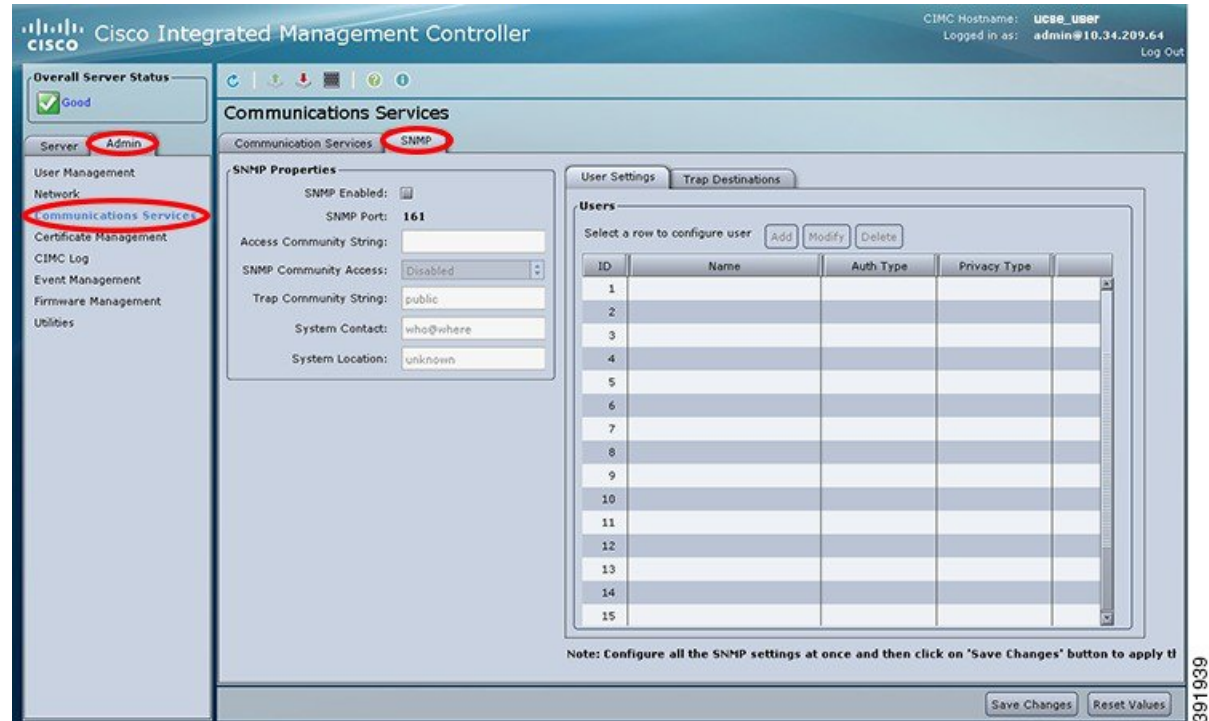 CISCO Cisco Integrated Management Controller
CIMC Hostname: ucse_user
Logged in as: admin@10.34.209.64
Log Out
Overall Server Status
Good
Server Admin
User Management
Network
Communications Services
Certificate Management
CIMC Log
Event Management
Firmware Management
Utilities
Communications Services
Communication Services SNMP
SNMP Properties
SNMP Enabled:
SNMP Port: 161
Access Community String:
SNMP Community Access: Disabled
Trap Community String: public
System Contact: who@where
System Location: unknown
User Settings Trap Destinations
Users
Select a row to configure user Add Modify Delete
ID Name Auth Type Privacy Type
1
2
3
4
5
6
7
8
9
10
11
12
13
14
15
Note: Configure all the SNMP settings at once and then click on 'Save Changes' button to apply tl
Save Changes Reset Values
391939